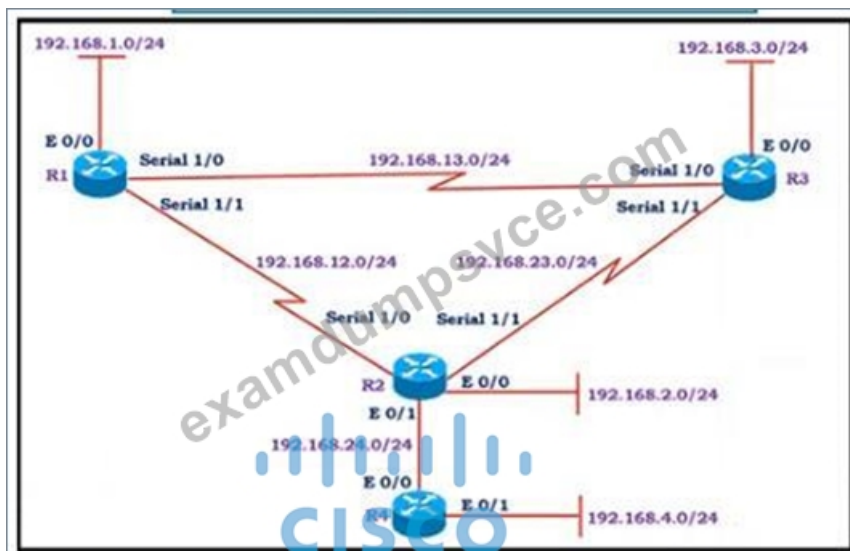 192.168.1.0/24
192.168.3.0/24
E 0/0
E 0/0
R1
Serial 1/0
192.168.13.0/24
Serial 1/0
R3
Serial 1/1
Serial 1/1
192.168.12.0/24
192.168.23.0/24
Serial 1/0
Serial 1/1
R2
E 0/0
192.168.2.0/24
E 0/1
192.168.24.0/24
E 0/0
R4
E 0/1
192.168.4.0/24
examdumpsvce.com
CISCO